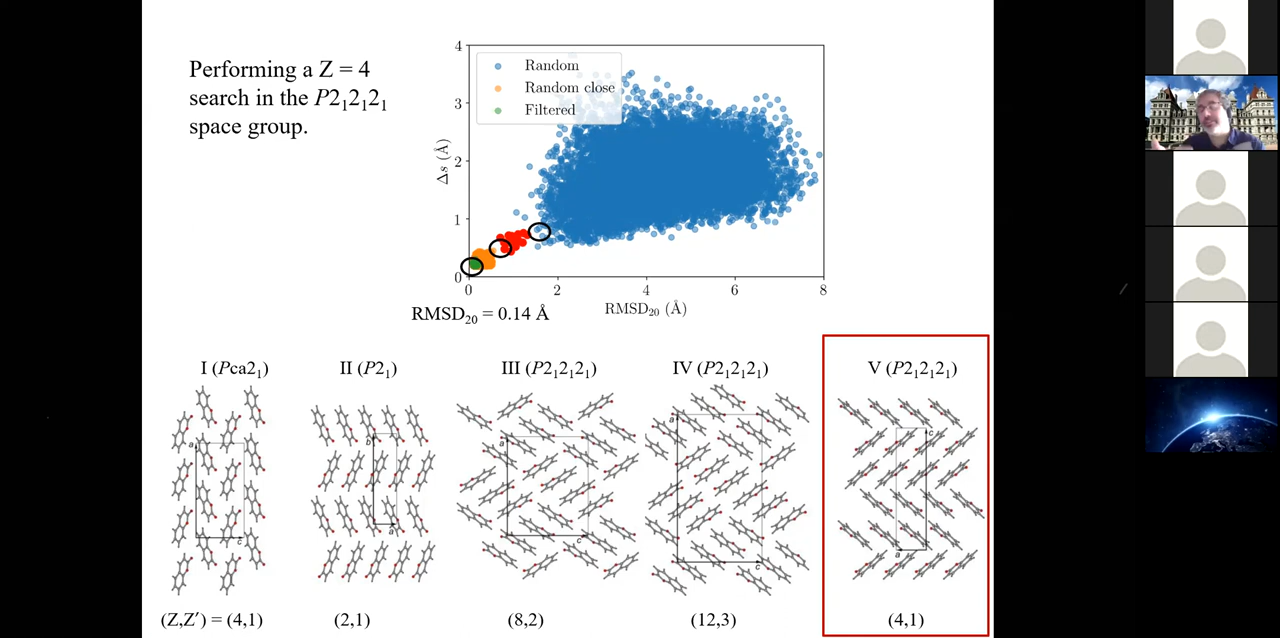 Performing a Z = 4
search in the P2₁2₁2₁
space group.
4
3
2
1
0
Δs (Å)
Random
Random close
Filtered
0 2 4 6 8
RMSD₂₀ (Å)
RMSD₂₀ = 0.14 Å
I (Pca2₁) II (P2₁) III (P2₁2₁2₁) IV (P2₁2₁2₁) V (P2₁2₁2₁)
a c
b a
a c
a c
c a
(Z,Z′) = (4,1) (2,1) (8,2) (12,3) (4,1)